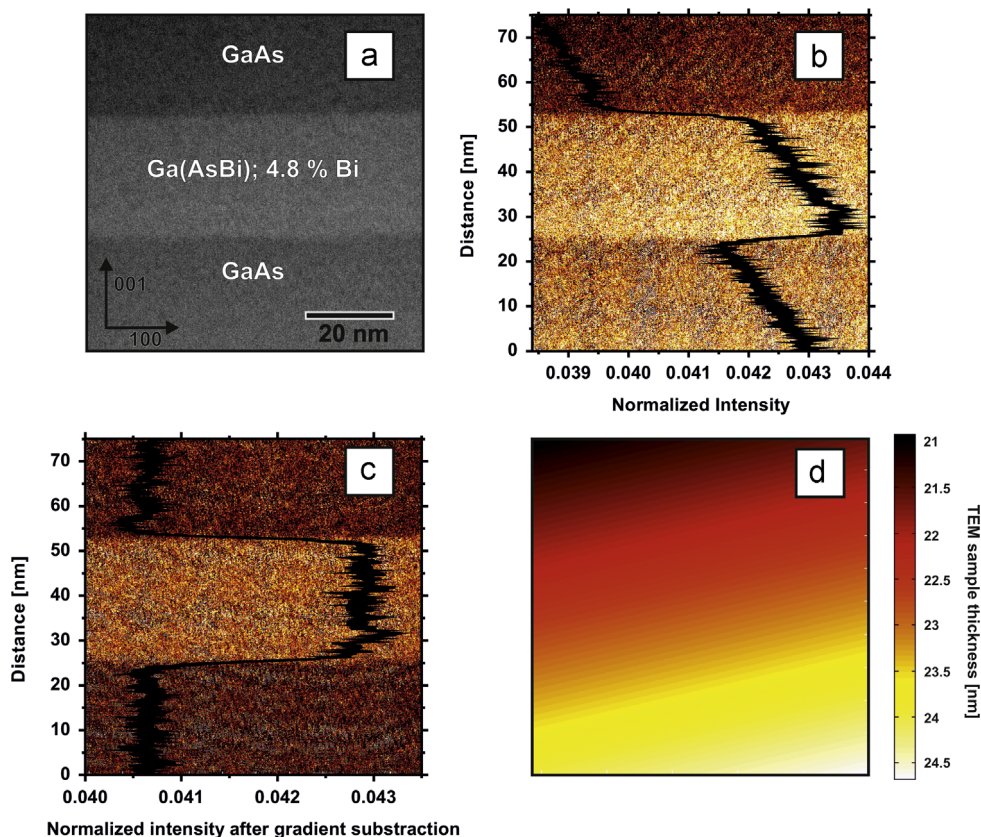 a
GaAs
Ga(AsBi); 4.8 % Bi
GaAs
001
100
20 nm
b
Distance [nm]
70
60
50
40
30
20
10
0
0.039 0.040 0.041 0.042 0.043 0.044
Normalized Intensity
c
Distance [nm]
70
60
50
40
30
20
10
0
0.040 0.041 0.042 0.043
Normalized intensity after gradient substraction
d
21
21.5
22
22.5
23
23.5
24
24.5
TEM sample thickness [nm]